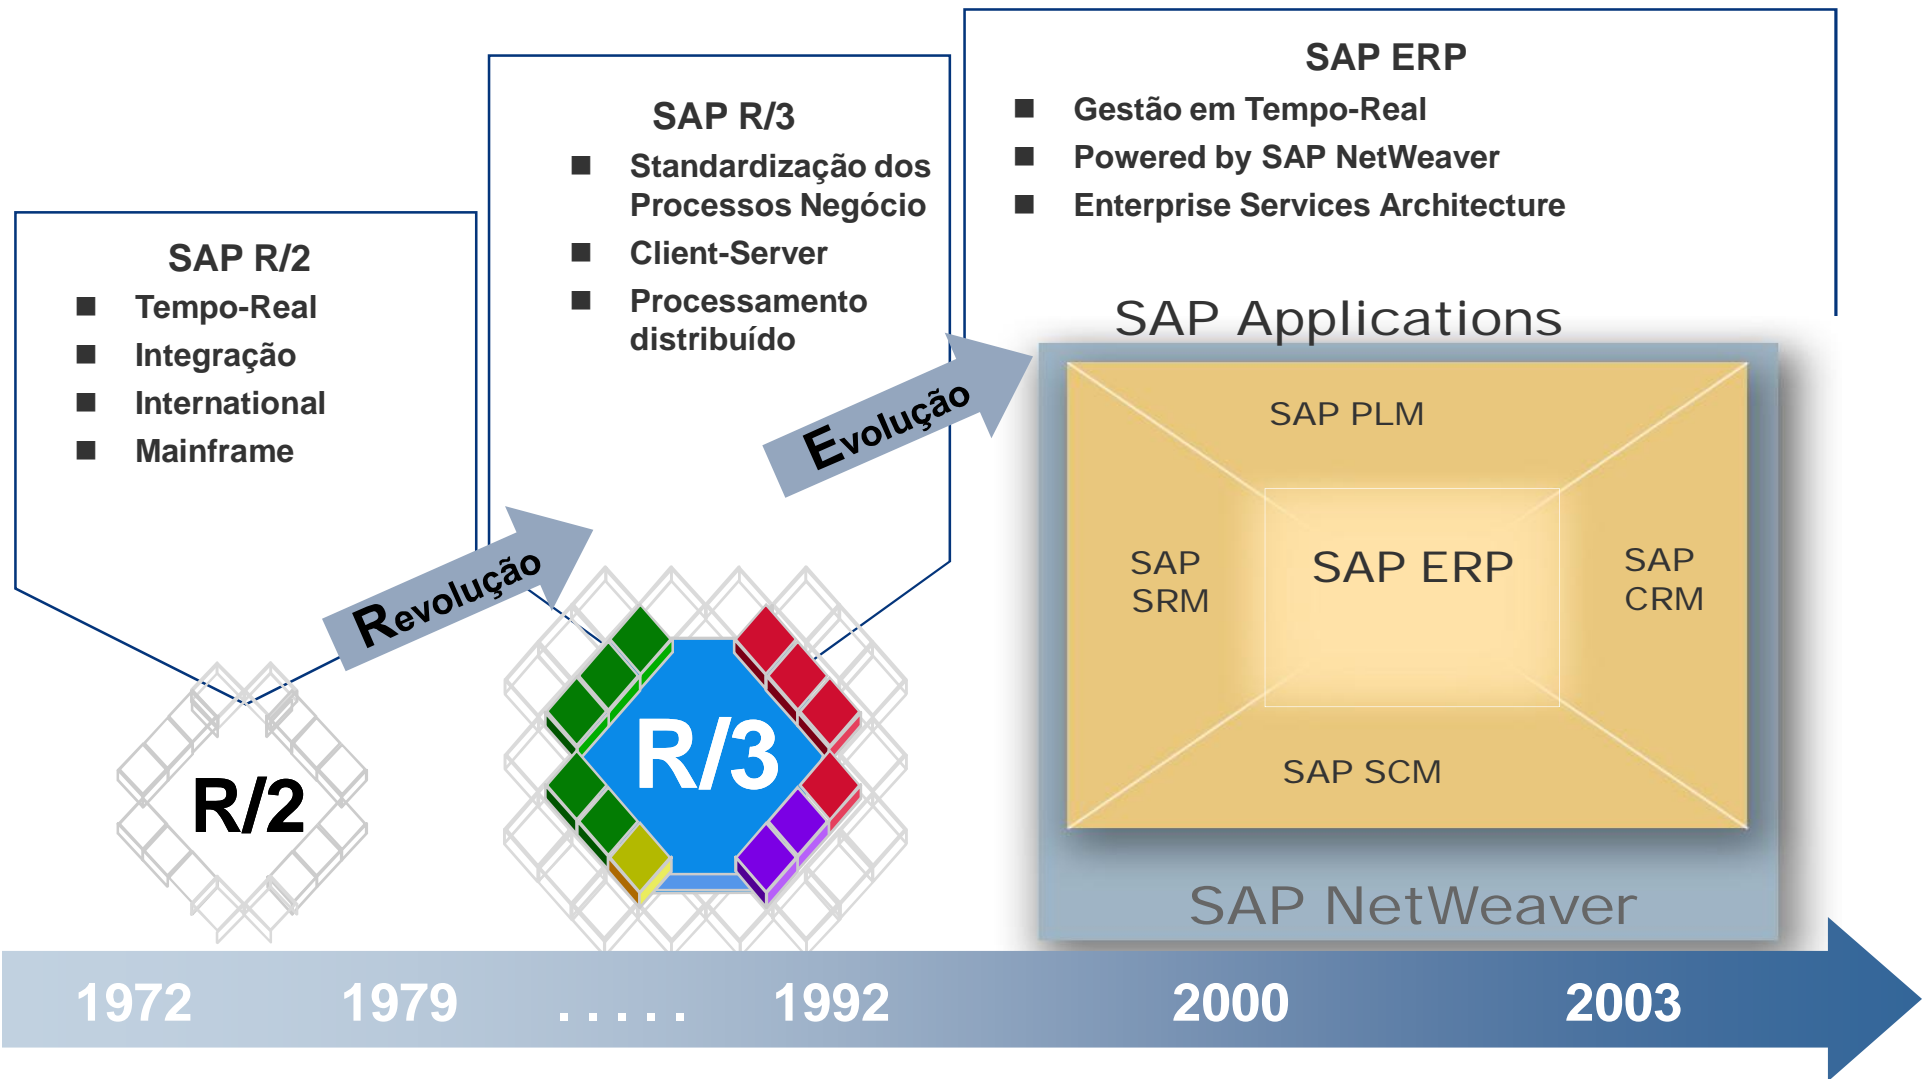 SAP R/2
Tempo-Real
Integração
International
Mainframe
R/2
Revolução
SAP R/3
Standardização dos
Processos Negócio
Client-Server
Processamento
distribuído
R/3
Evolução
SAP ERP
Gestão em Tempo-Real
Powered by SAP NetWeaver
Enterprise Services Architecture
SAP Applications
SAP PLM
SAP
SRM
SAP ERP
SAP
CRM
SAP SCM
SAP NetWeaver
1972 1979 ..... 1992 2000 2003